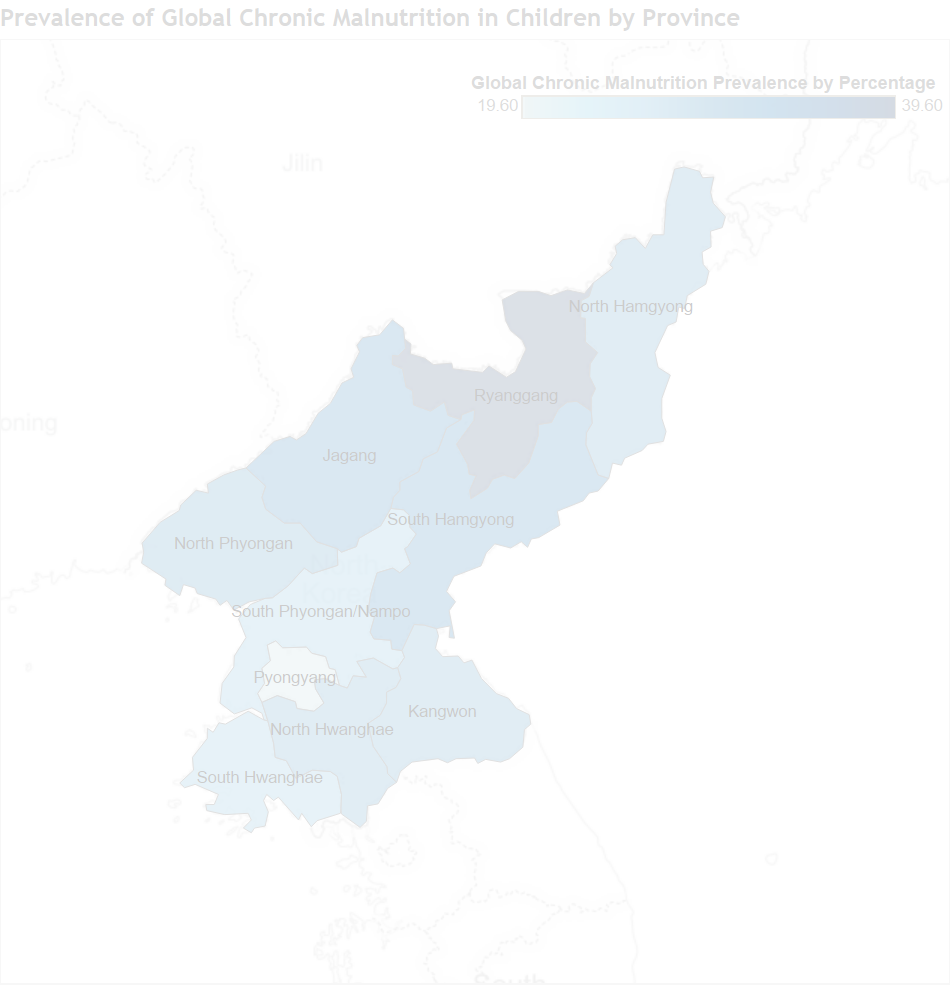 Prevalence of Global Chronic Malnutrition in Children by Province
Global Chronic Malnutrition Prevalence by Percentage
19.60
39.60
Jilin
North Hamgyong
Ryanggang
oning
Jagang
South Hamgyong
North Phyongan
North
Korea
South Phyongan/Nampo
Pyongyang
Kangwon
North Hwanghae
South Hwanghae
South